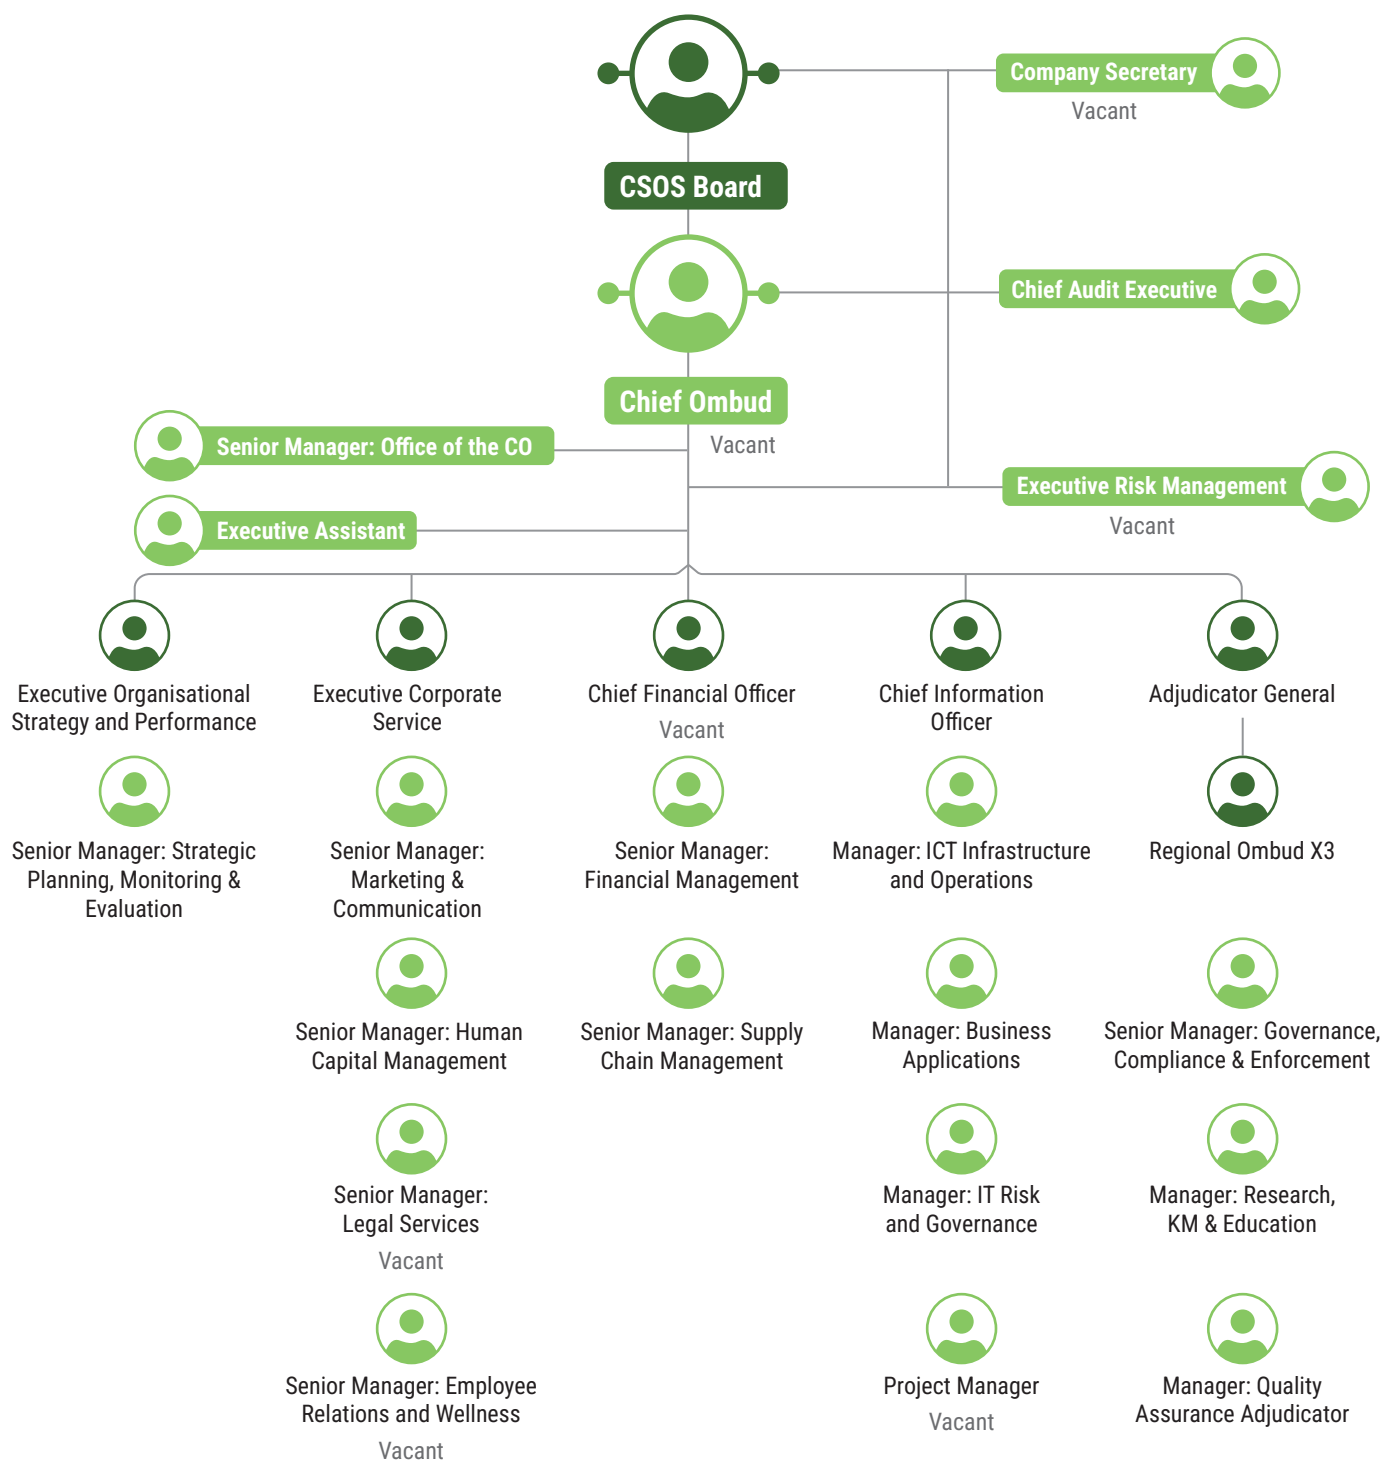 Company Secretary
Vacant
CSOS Board
Chief Audit Executive
Chief Ombud
Vacant
Senior Manager: Office of the CO
Executive Risk Management
Vacant
Executive Assistant
Executive Organisational
Strategy and Performance
Executive Corporate
Service
Chief Financial Officer
Vacant
Chief Information
Officer
Adjudicator General
Senior Manager: Strategic
Planning, Monitoring &
Evaluation
Senior Manager:
Marketing &
Communication
Senior Manager:
Financial Management
Manager: ICT Infrastructure
and Operations
Regional Ombud X3
Senior Manager: Human
Capital Management
Senior Manager: Supply
Chain Management
Manager: Business
Applications
Senior Manager: Governance,
Compliance & Enforcement
Senior Manager:
Legal Services
Vacant
Manager: IT Risk
and Governance
Manager: Research,
KM & Education
Senior Manager: Employee
Relations and Wellness
Vacant
Project Manager
Vacant
Manager: Quality
Assurance Adjudicator